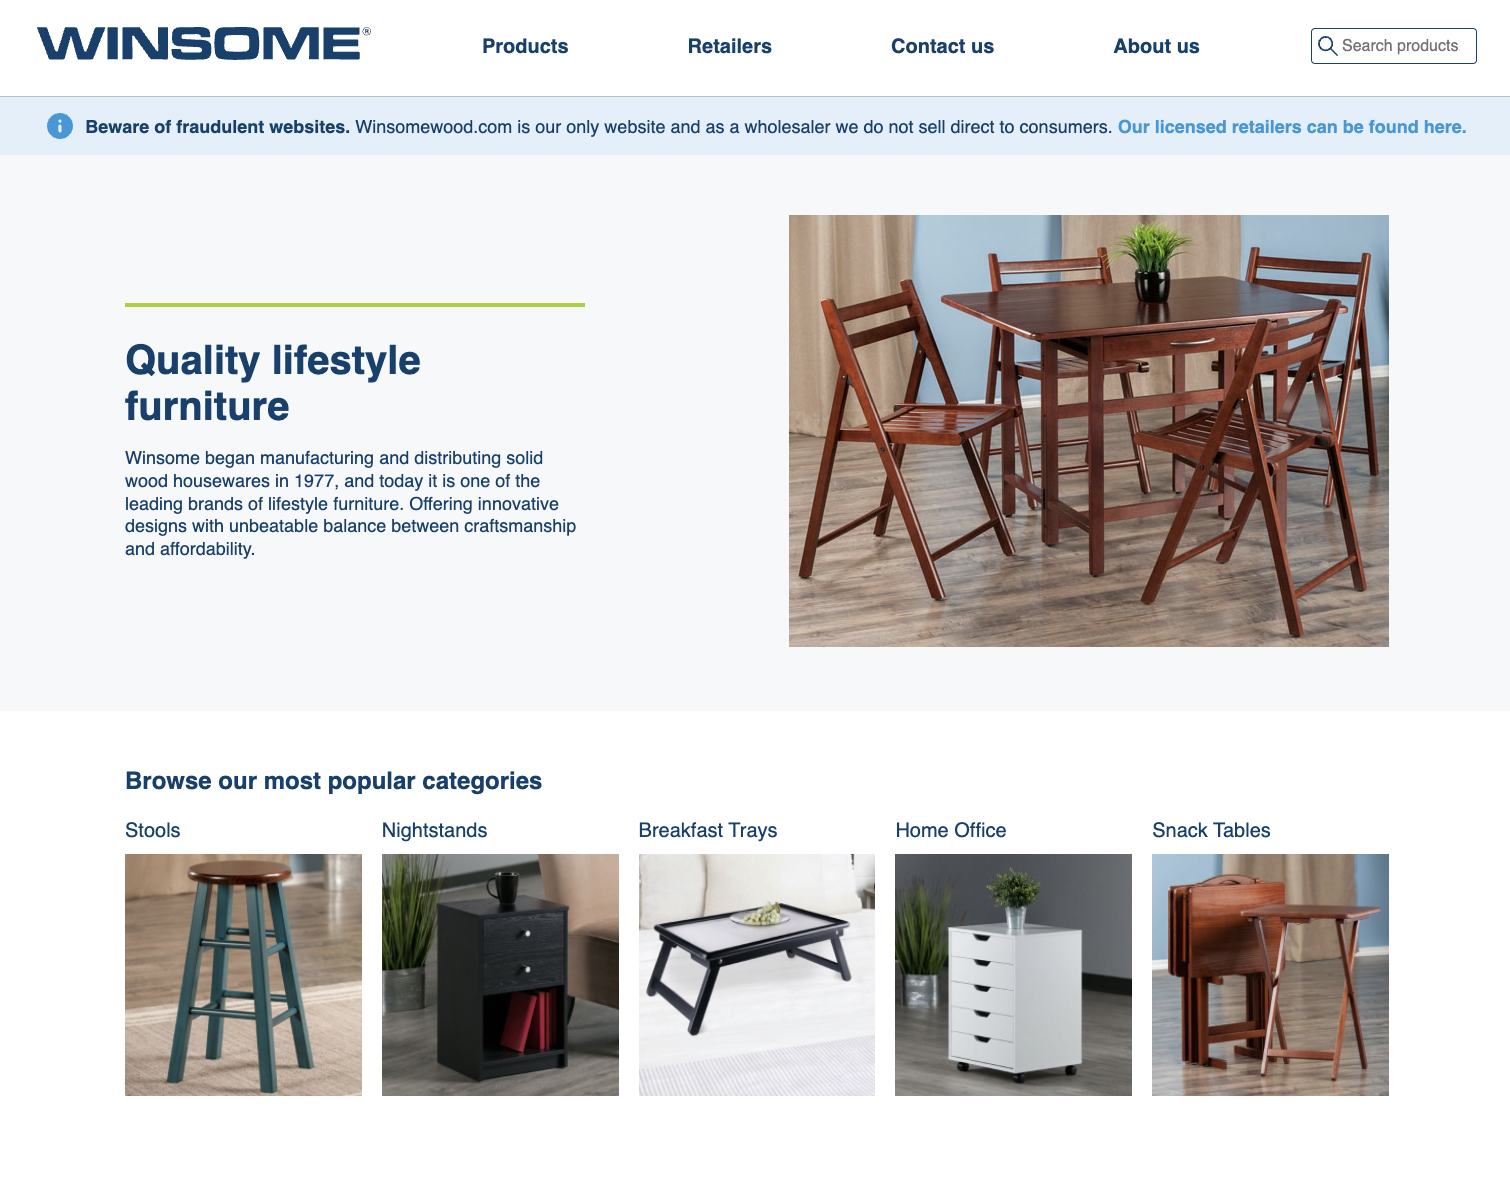 WINSOME®
Products
Retailers
Contact us
About us
Search products
Beware of fraudulent websites. Winsomewood.com is our only website and as a wholesaler we do not sell direct to consumers. Our licensed retailers can be found here.
Quality lifestyle
furniture
Winsome began manufacturing and distributing solid
wood housewares in 1977, and today it is one of the
leading brands of lifestyle furniture. Offering innovative
designs with unbeatable balance between craftsmanship
and affordability.
Browse our most popular categories
Stools
Nightstands
Breakfast Trays
Home Office
Snack Tables